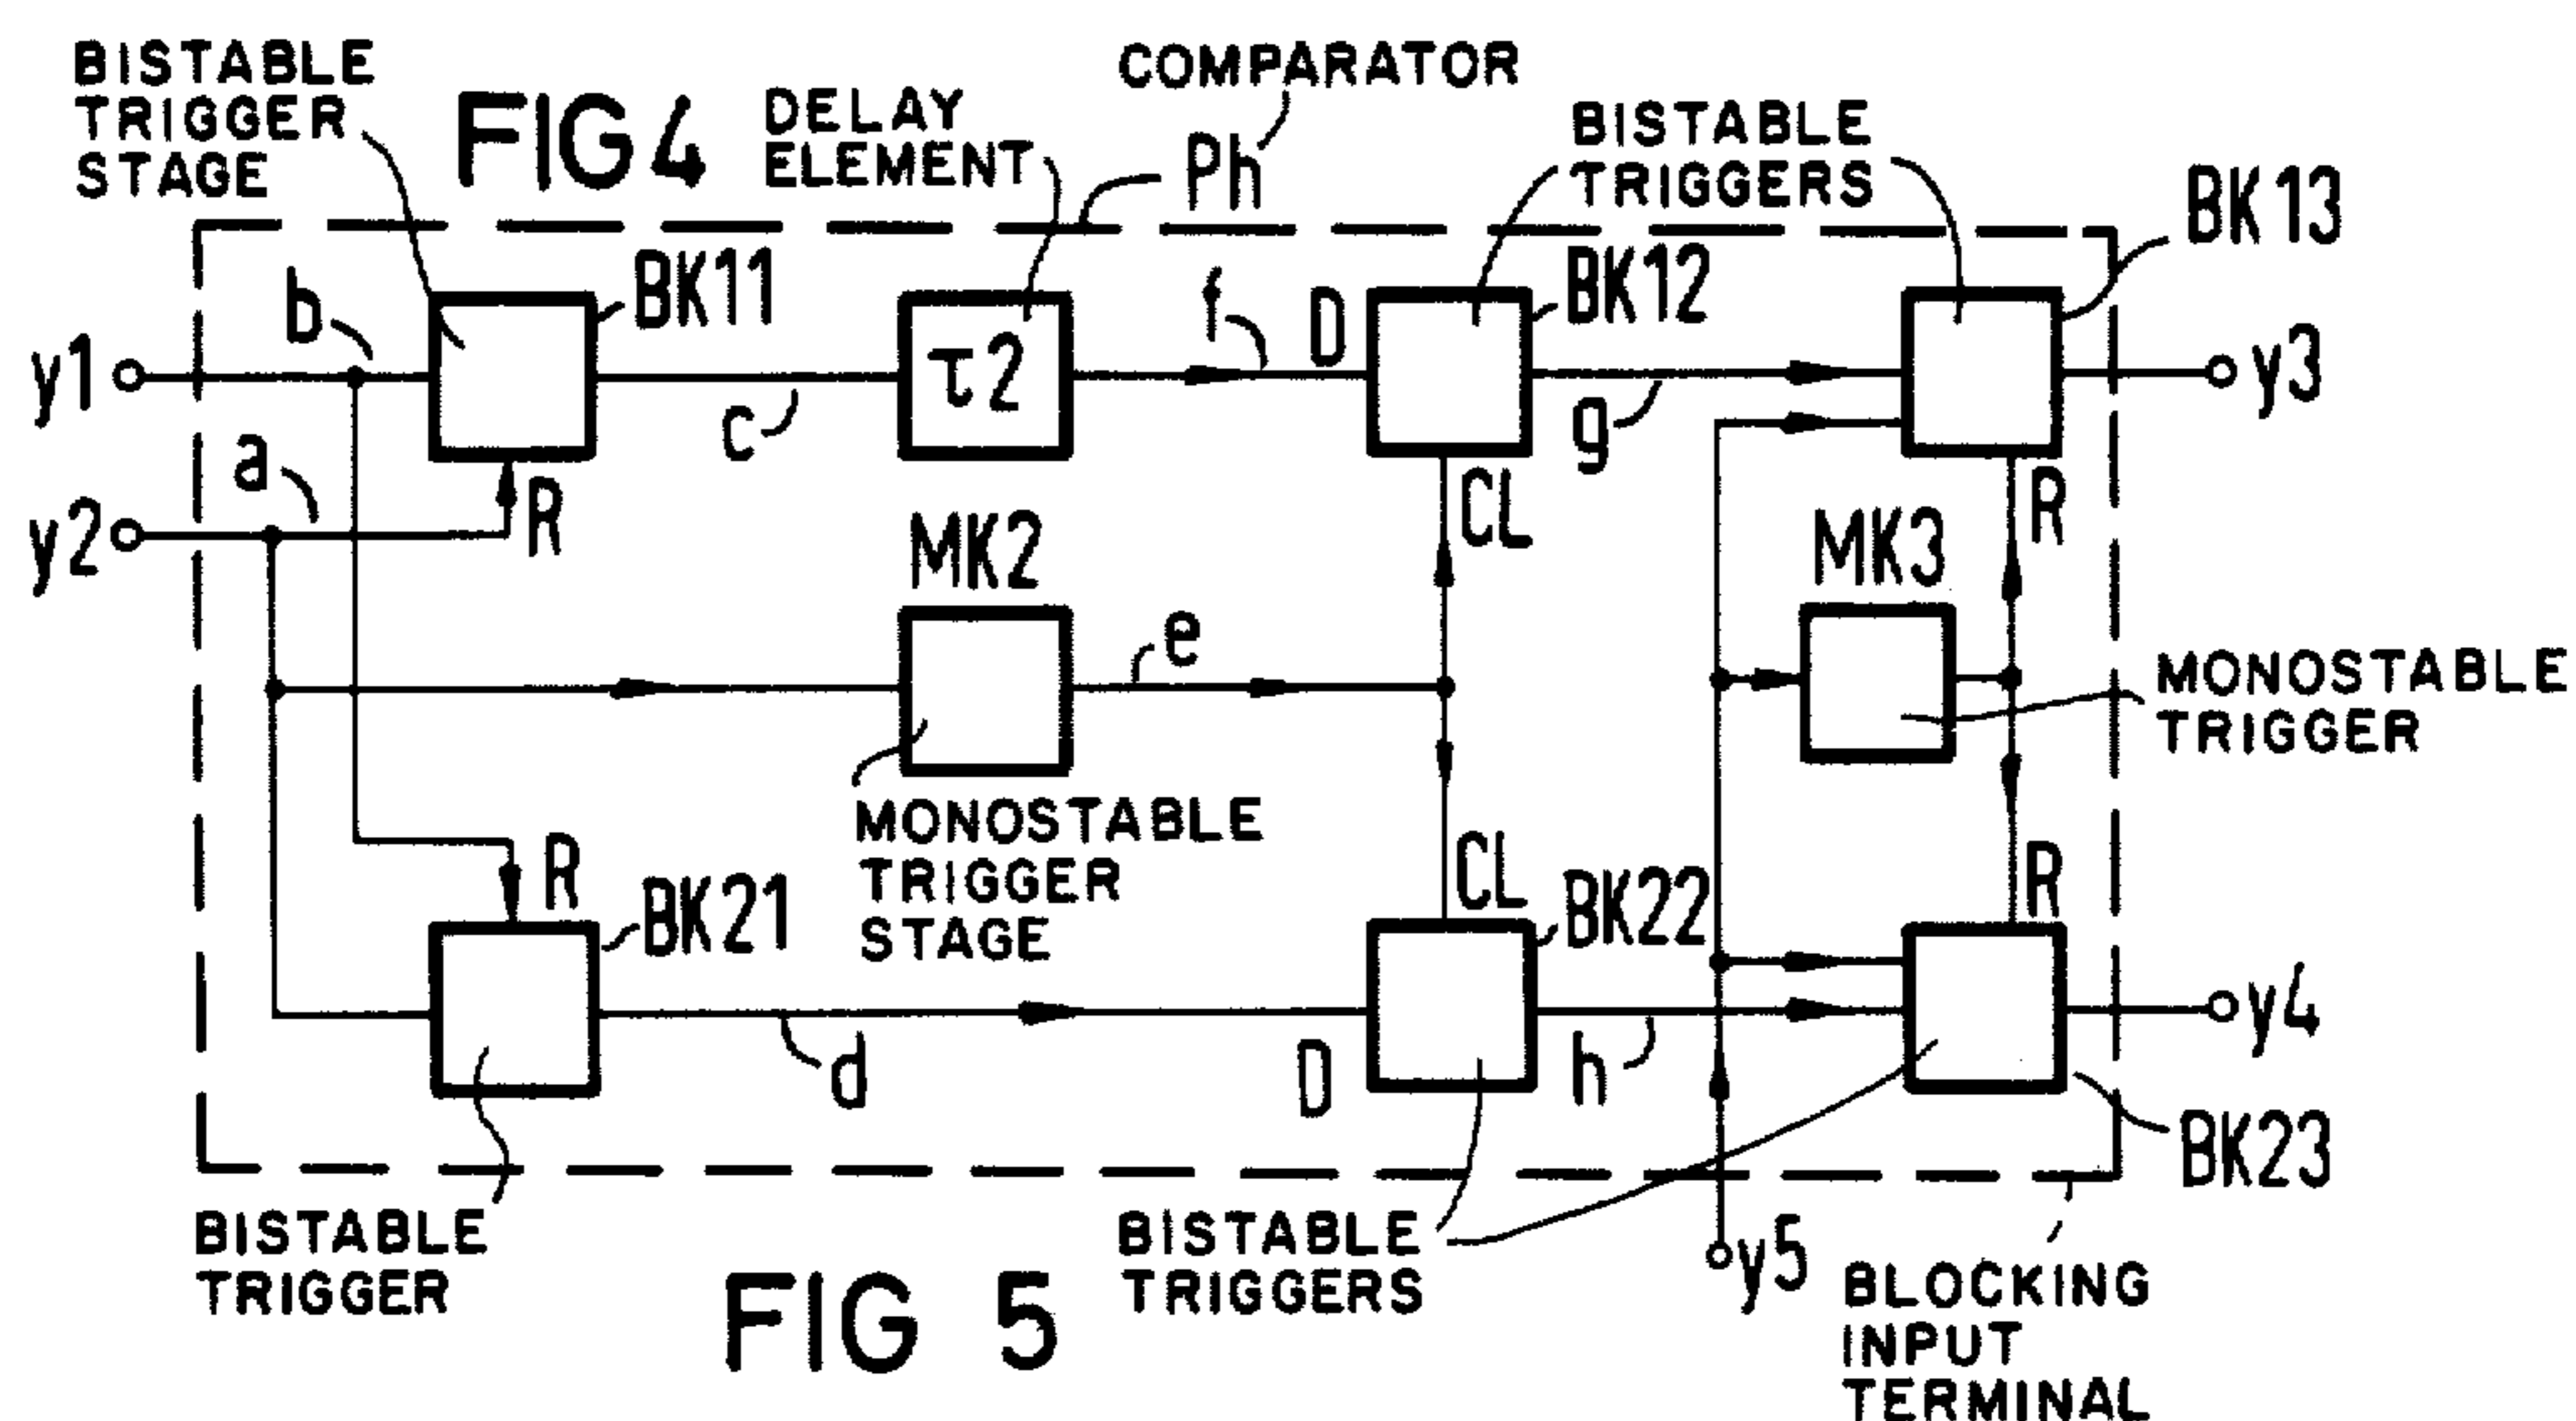 BISTABLE
TRIGGER
STAGE
FIG 4
DELAY
ELEMENT
COMPARATOR
Ph
BISTABLE
TRIGGERS
BK13
b
BK11
f
D
BK12
y1
τ2
y3
c
g
a
R
CL
R
y2
MK2
MK3
e
MONOSTABLE
TRIGGER
MONOSTABLE
TRIGGER
STAGE
R
BK21
CL
BK22
R
d
D
h
y4
BK23
BISTABLE
TRIGGER
BISTABLE
TRIGGERS
y5
FIG 5
BLOCKING
INPUT
TERMINAL